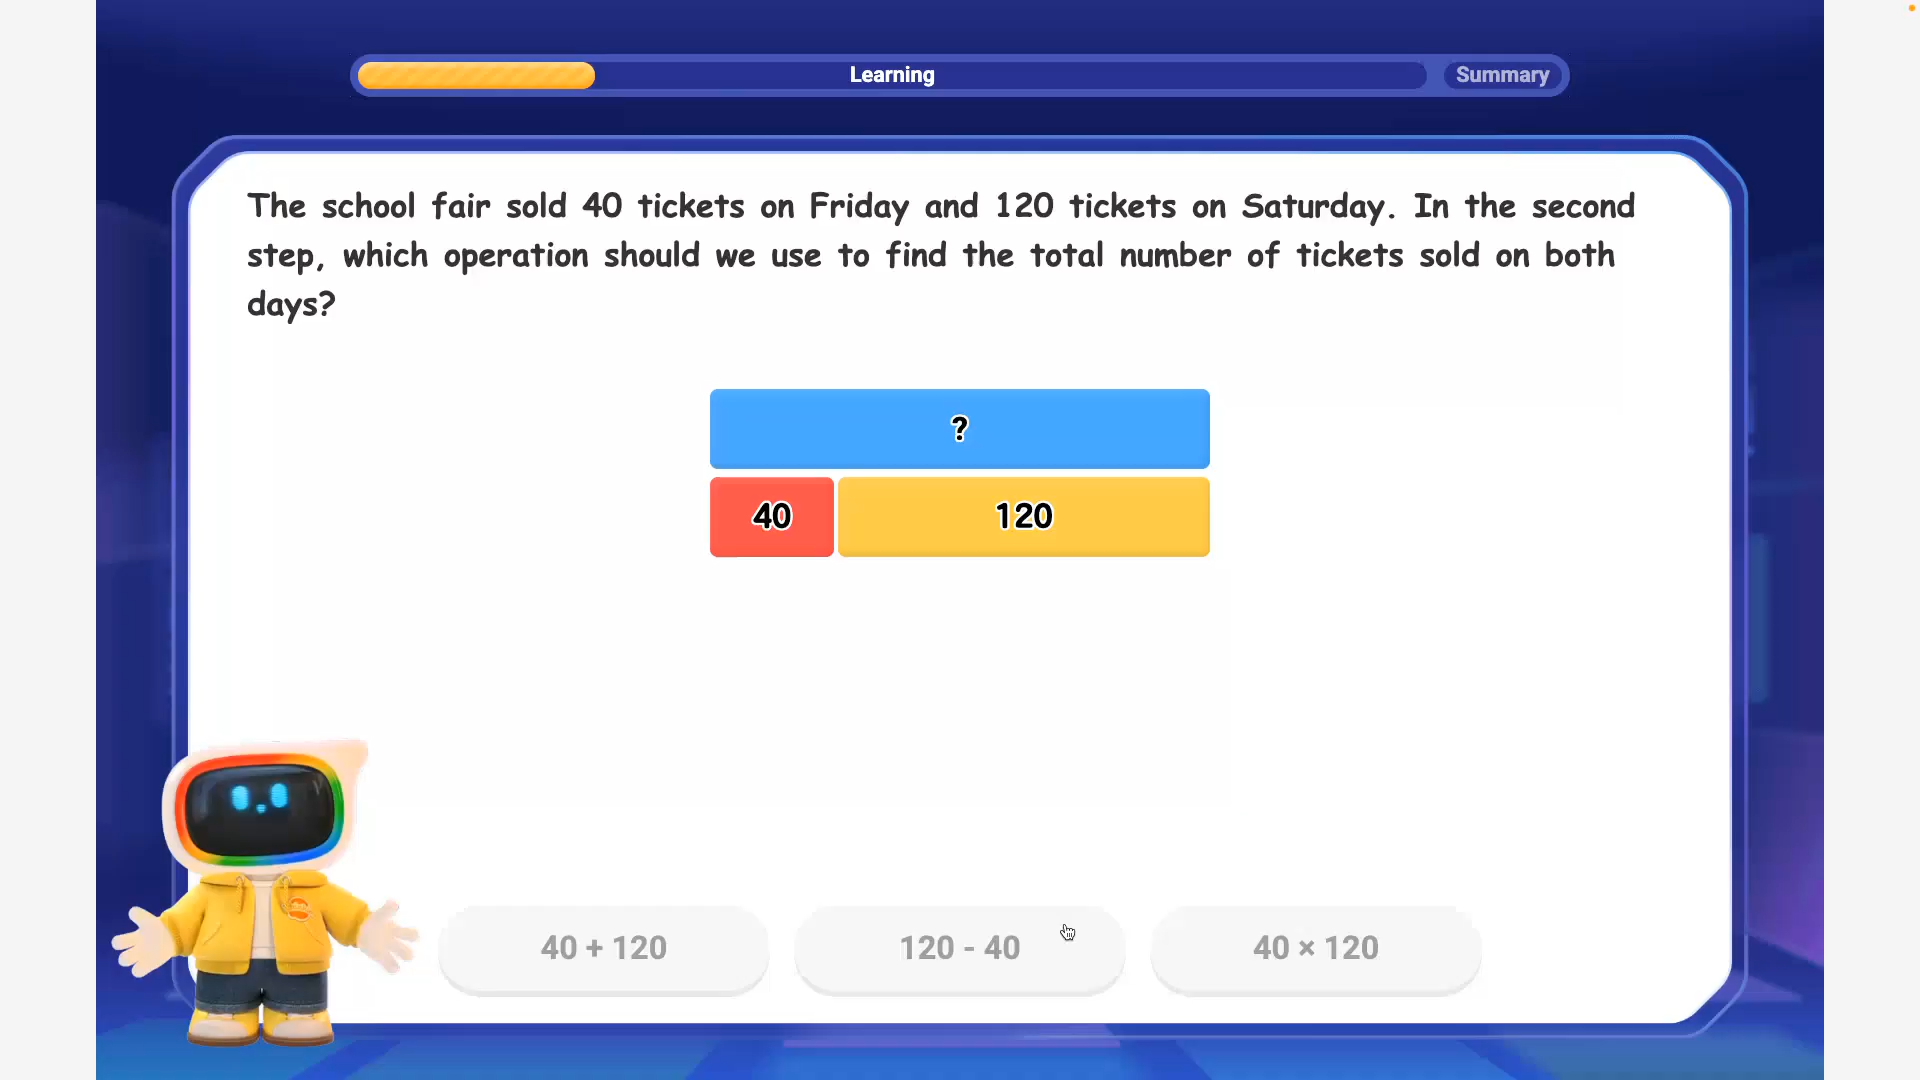 Learning
Summary
The school fair sold 40 tickets on Friday and 120 tickets on Saturday. In the second
step, which operation should we use to find the total number of tickets sold on both
days?
?
40
120
40 + 120
120 - 40
40 × 120